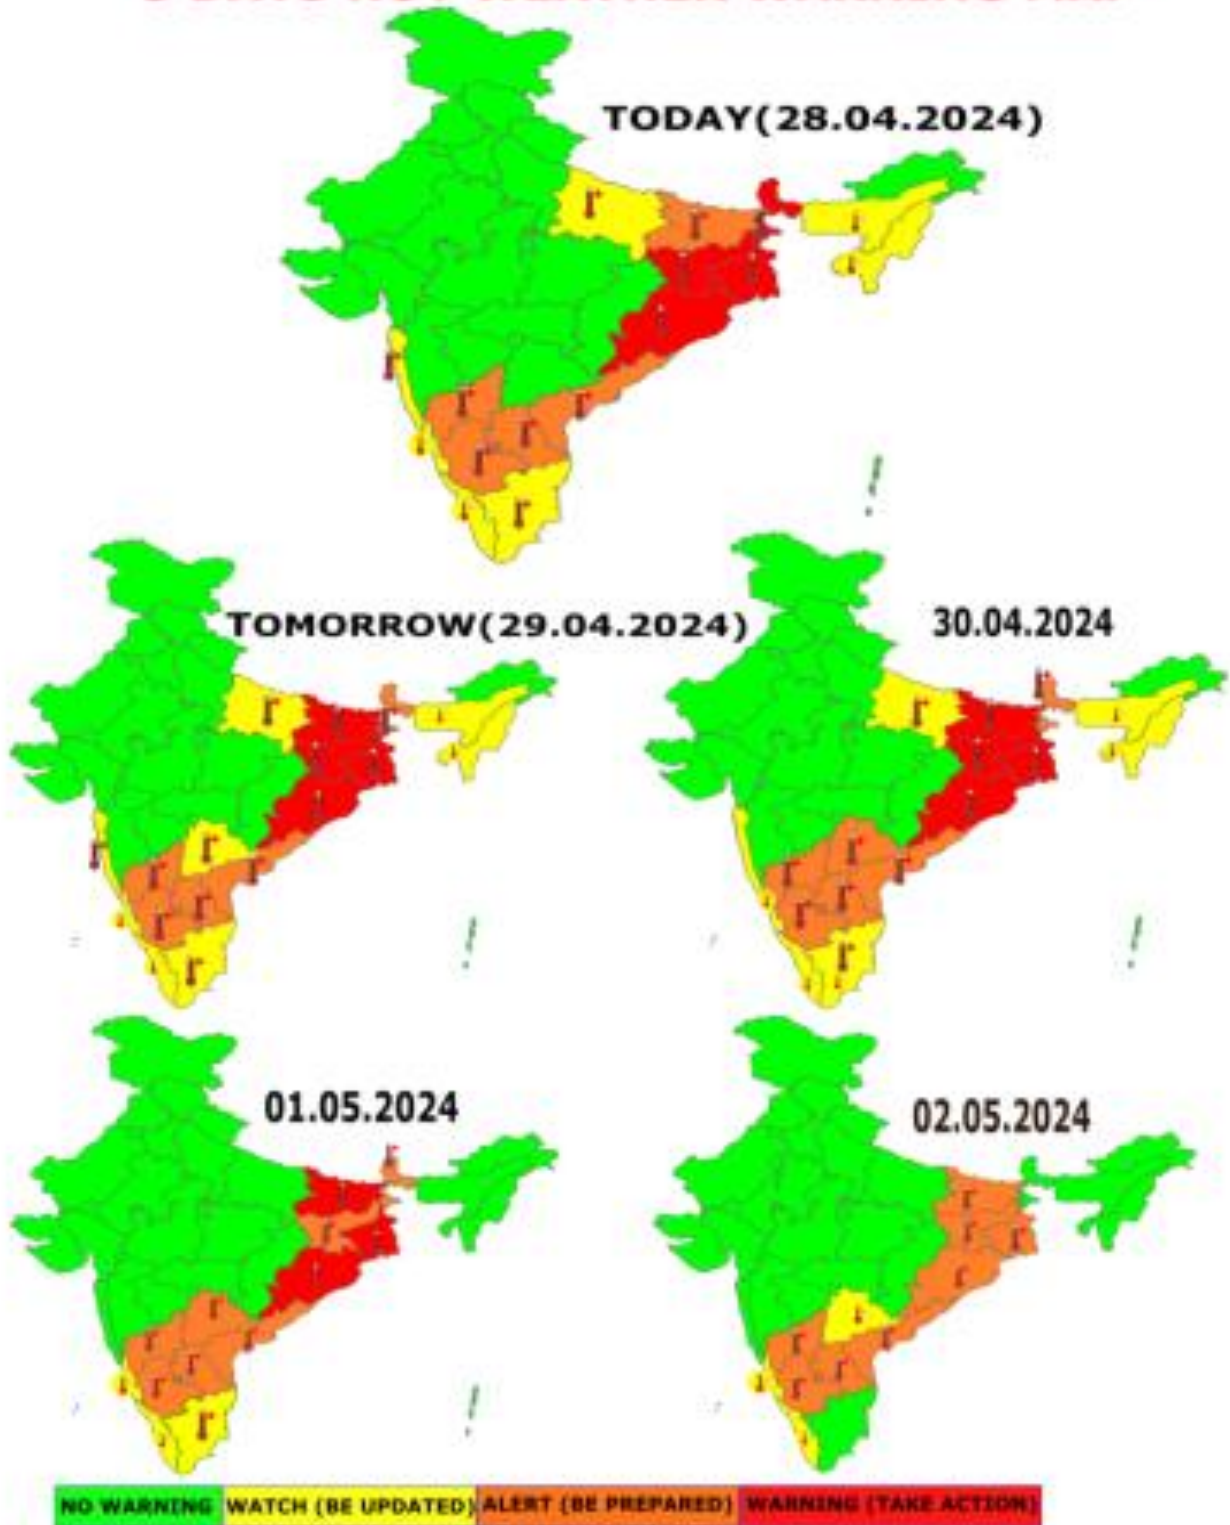 TODAY(28.04.2024)
TOMORROW(29.04.2024)
30.04.2024
01.05.2024
02.05.2024
NO WARNING WATCH (BE UPDATED) ALERT (BE PREPARED) WARNING (TAKE ACTION)